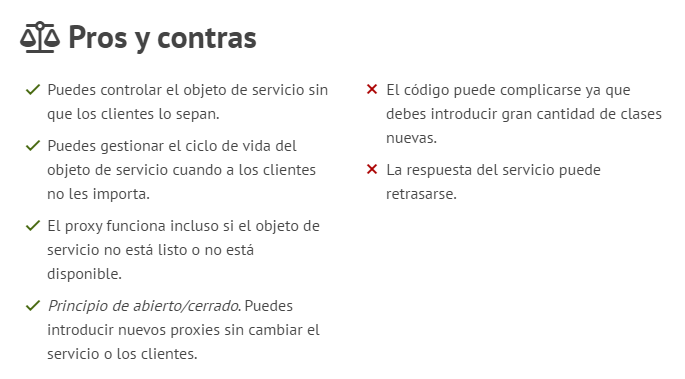 Pros y contras
Puedes controlar el objeto de servicio sin
que los clientes lo sepan.
Puedes gestionar el ciclo de vida del
objeto de servicio cuando a los clientes
no les importa.
El proxy funciona incluso si el objeto de
servicio no está listo o no está
disponible.
Principio de abierto/cerrado. Puedes
introducir nuevos proxies sin cambiar el
servicio o los clientes.
El código puede complicarse ya que
debes introducir gran cantidad de clases
nuevas.
La respuesta del servicio puede
retrasarse.